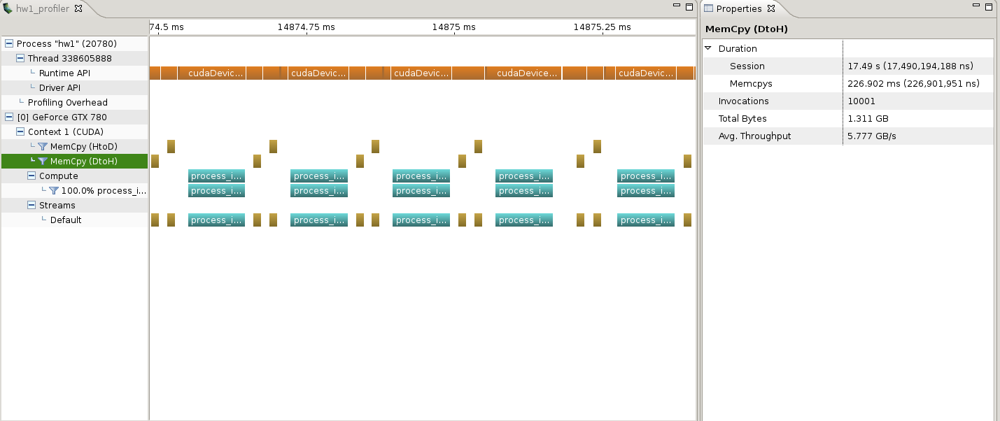 hw1_profiler
74.5 ms 14874.75 ms 14875 ms 14875.25 ms
Process "hw1" (20780)
Thread 338605888
Runtime API
cudaDevic... cudaDevic... cudaDevic... cudaDevice... cudaDevic...
Driver API
Profiling Overhead
[0] GeForce GTX 780
Context 1 (CUDA)
MemCpy (HtoD)
MemCpy (DtoH)
Compute
process_i... process_i... process_i... process_i... process_i...
100.0% process_i...
process_i... process_i... process_i... process_i... process_i...
Streams
Default
process_i... process_i... process_i... process_i... process_i...
Properties
MemCpy (DtoH)
Duration
Session 17.49 s (17,490,194,188 ns)
Memcpys 226.902 ms (226,901,951 ns)
Invocations 10001
Total Bytes 1.311 GB
Avg. Throughput 5.777 GB/s